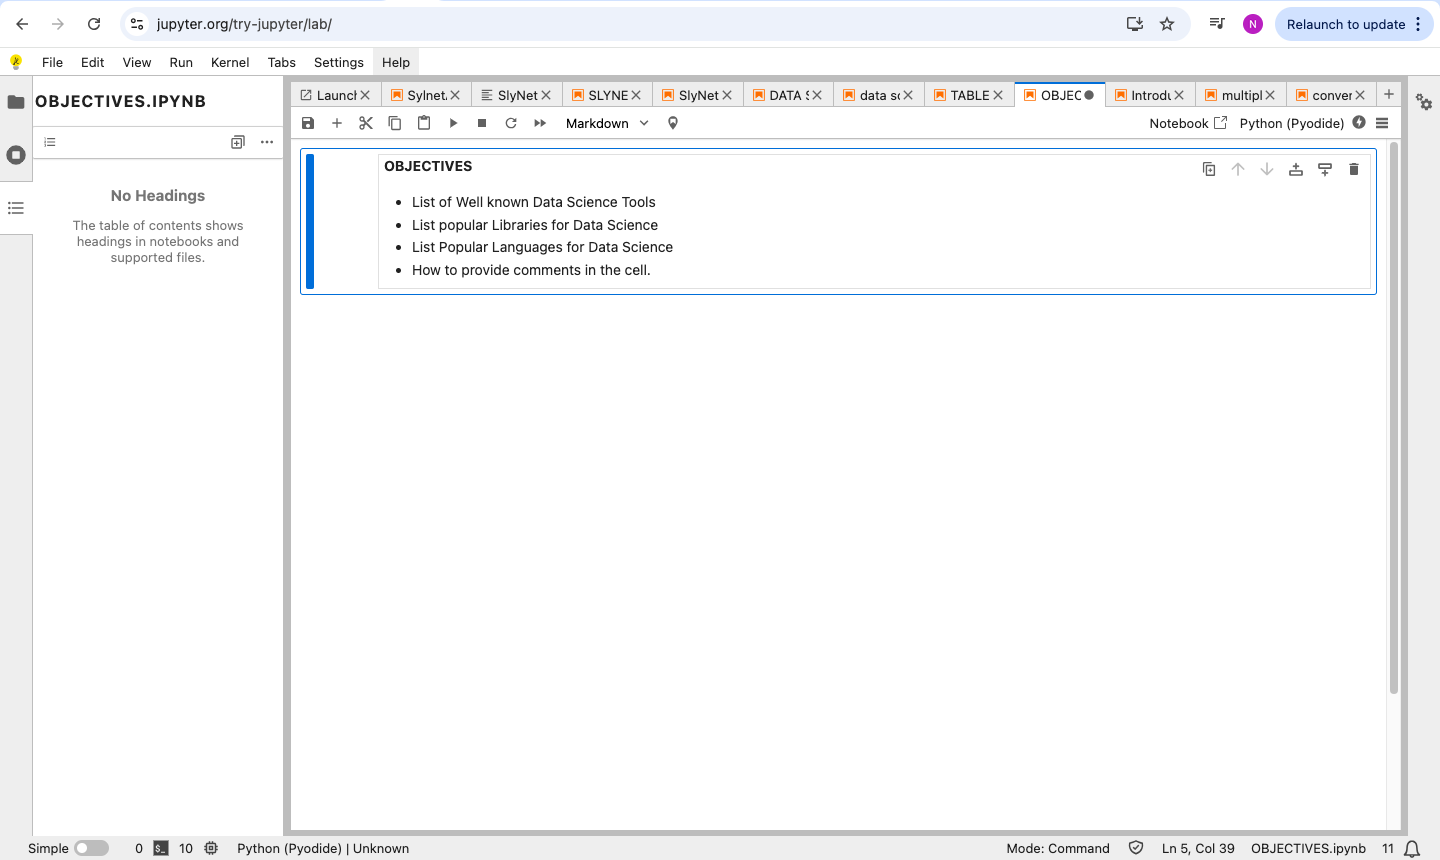 jupyter.org/try-jupyter/lab/
N
Relaunch to update
File Edit View Run Kernel Tabs Settings Help
OBJECTIVES.IPYNB
No Headings
The table of contents shows
headings in notebooks and
supported files.
Launch Sylnet. SlyNet SLYNE SlyNet DATA S data sc TABLE OBJEC Introdu multipl conver
Markdown
Notebook Python (Pyodide)
OBJECTIVES
• List of Well known Data Science Tools
• List popular Libraries for Data Science
• List Popular Languages for Data Science
• How to provide comments in the cell.
Simple 0 $_ 10 Python (Pyodide) | Unknown Mode: Command Ln 5, Col 39 OBJECTIVES.ipynb 11